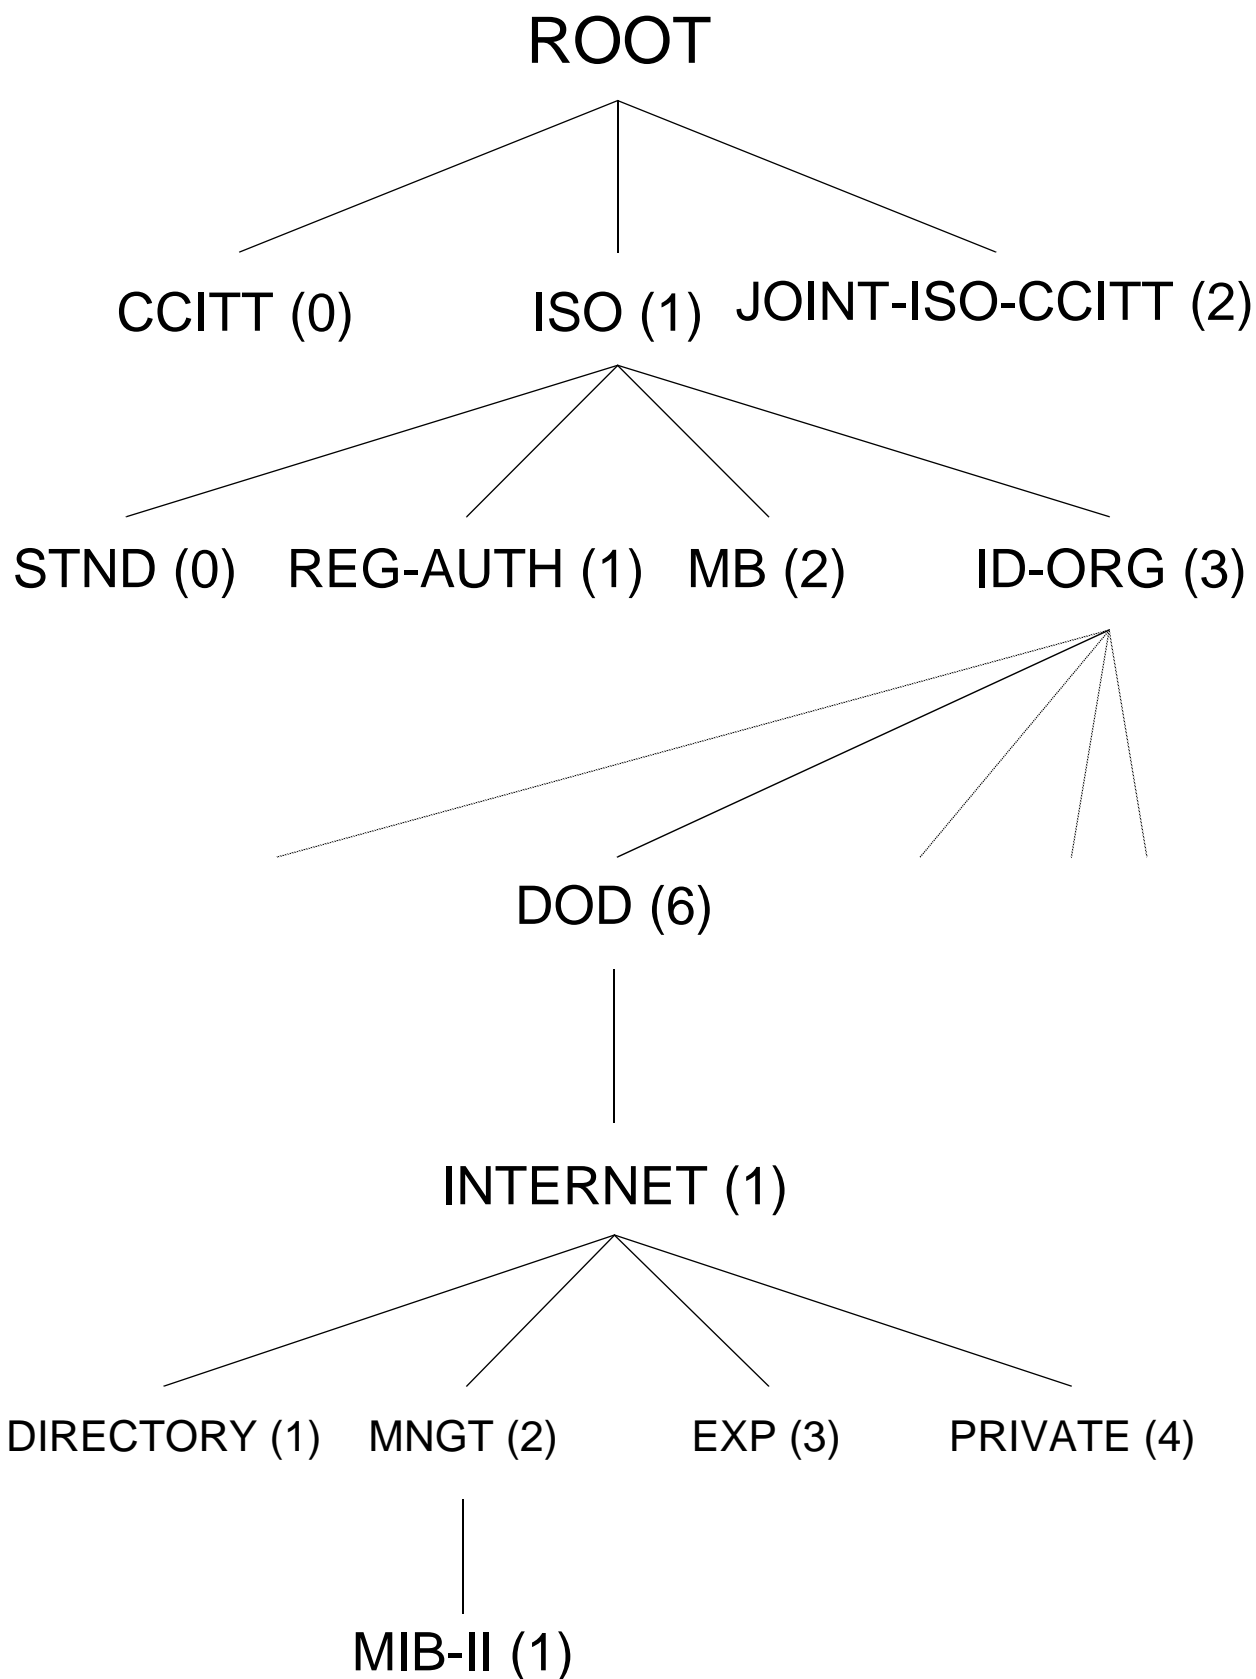 ROOT
CCITT (0)
ISO (1)
JOINT-ISO-CCITT (2)
STND (0)
REG-AUTH (1)
MB (2)
ID-ORG (3)
DOD (6)
INTERNET (1)
DIRECTORY (1)
MNGT (2)
EXP (3)
PRIVATE (4)
MIB-II (1)